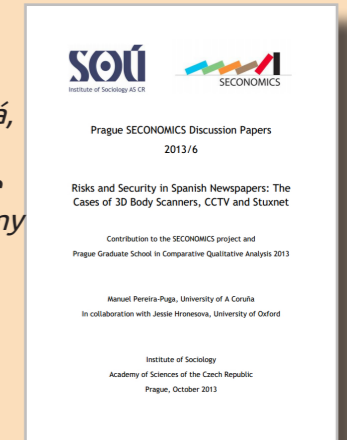 SOÚ
Institute of Sociology AS CR
SECONOMICS
Prague SECONOMICS Discussion Papers
2013/6
Risks and Security in Spanish Newspapers: The
Cases of 3D Body Scanners, CCTV and Stuxnet
Contribution to the SECONOMICS project and
Prague Graduate School in Comparative Qualitative Analysis 2013
Manuel Pereira-Puga, University of A Coruña
In collaboration with Jessie Hronesova, University of Oxford
Institute of Sociology
Academy of Sciences of the Czech Republic
Prague, October 2013